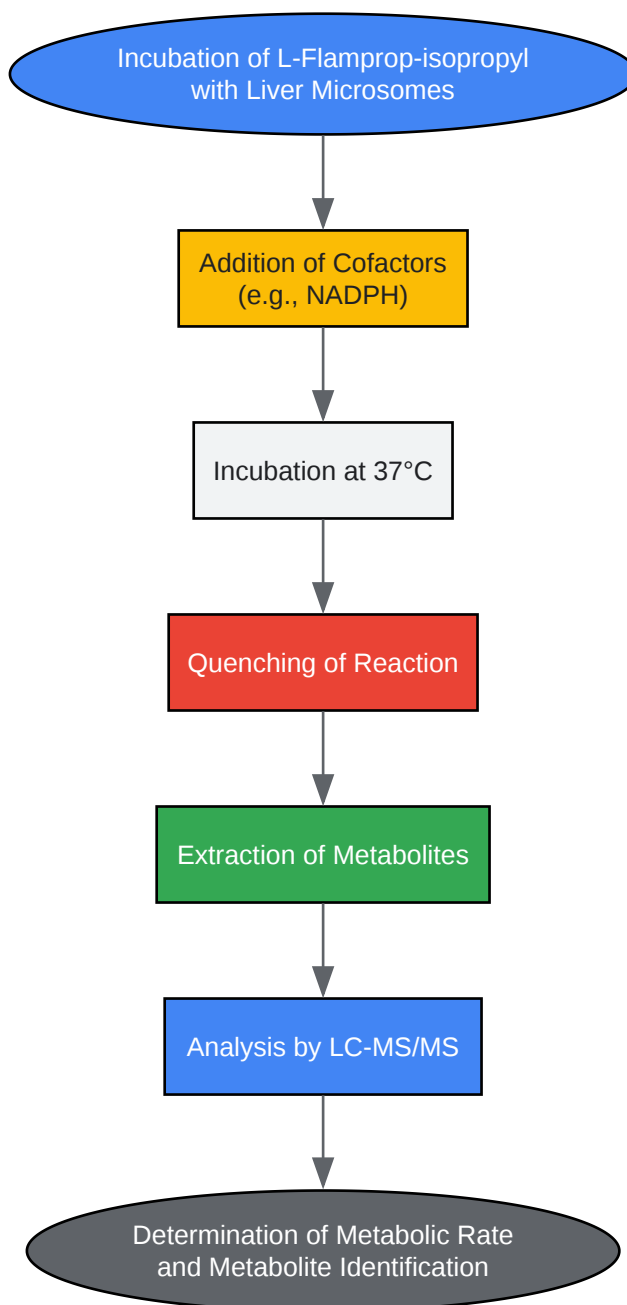 Incubation of L-Flamprop-isopropyl
with Liver Microsomes
Addition of Cofactors
(e.g., NADPH)
Incubation at 37°C
Quenching of Reaction
Extraction of Metabolites
Analysis by LC-MS/MS
Determination of Metabolic Rate
and Metabolite Identification